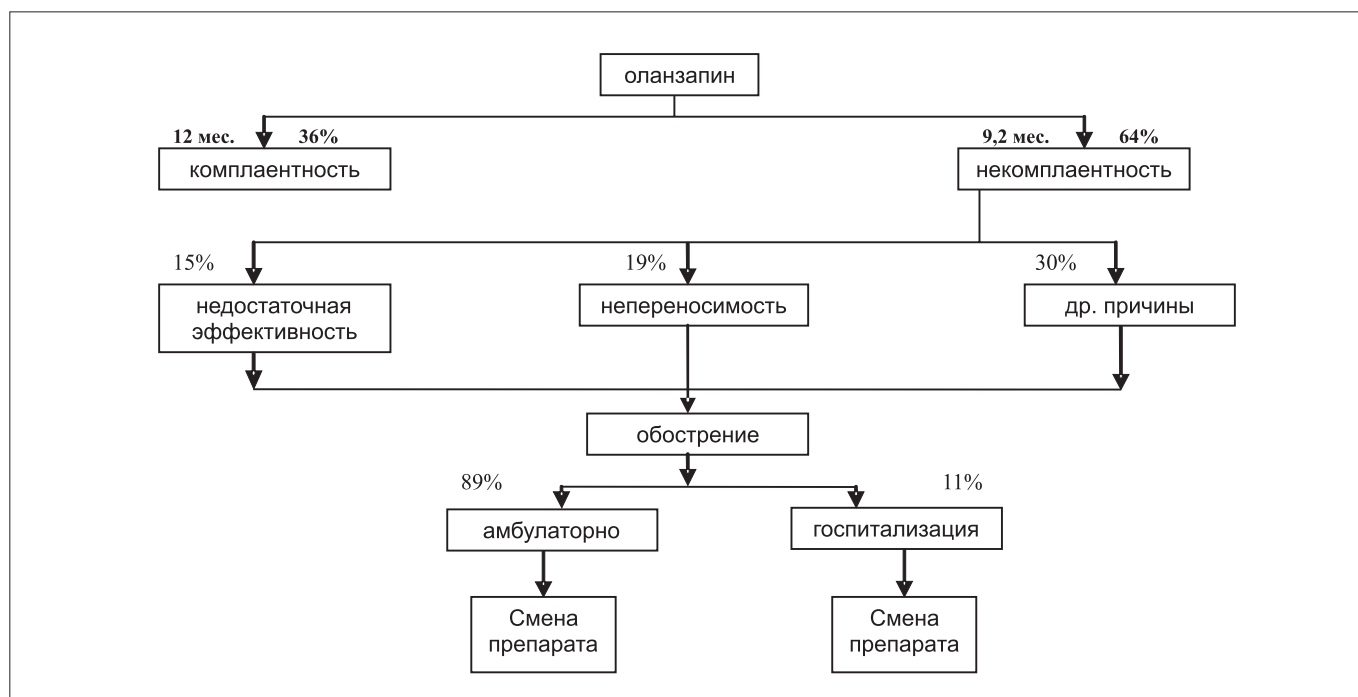 оланзапин
12 мес. 36% 9,2 мес. 64%
комплаентность некомплаентность
15% 19% 30%
недостаточная
эффективность
непереносимость
др. причины
обострение
89% 11%
амбулаторно госпитализация
Смена
препарата
Смена
препарата